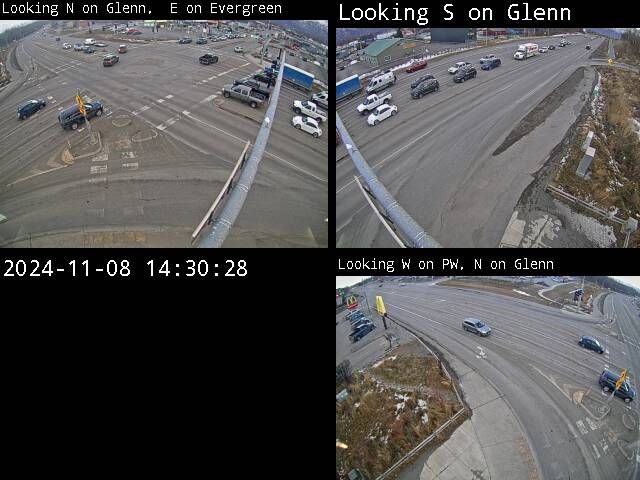 Looking N on Glenn,  E on Evergreen
Looking S on Glenn
2024-11-08 14:30:28
Looking W on PW, N on Glenn